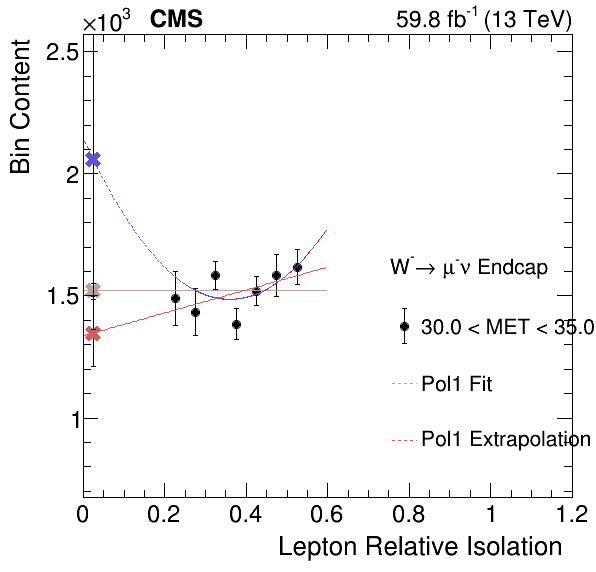 ×10³ CMS 59.8 fb⁻¹ (13 TeV)
Bin Content
2.5
2
1.5
1
W⁻→ μ⁻ν Endcap
30.0 < MET < 35.0
Pol1 Fit
Pol1 Extrapolation
0 0.2 0.4 0.6 0.8 1 1.2
Lepton Relative Isolation